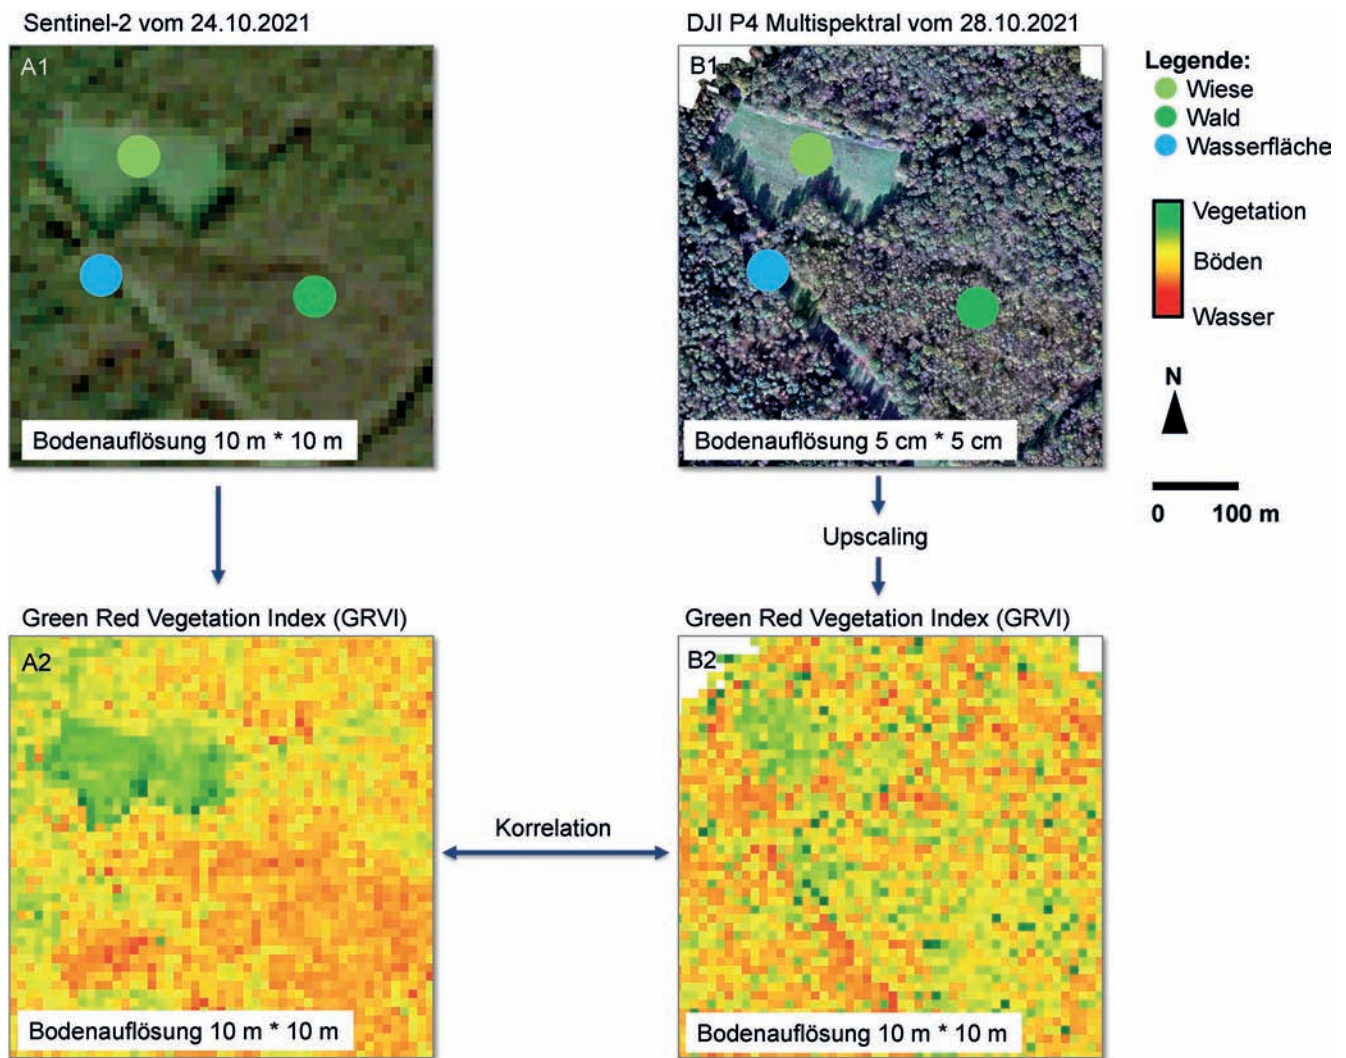 Sentinel-2 vom 24.10.2021
DJI P4 Multispektral vom 28.10.2021
A1
B1
Legende:
Wiese
Wald
Wasserfläche
Vegetation
Böden
Wasser
N
0 100 m
Bodenauflösung 10 m * 10 m
Bodenauflösung 5 cm * 5 cm
Upscaling
Green Red Vegetation Index (GRVI)
Green Red Vegetation Index (GRVI)
A2
B2
Korrelation
Bodenauflösung 10 m * 10 m
Bodenauflösung 10 m * 10 m